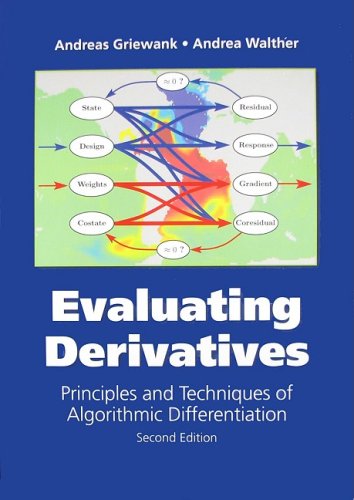 Andreas Griewank • Andrea Walther
≈ 0 ?
State
Residual
Design
Response
Weights
Gradient
Costate
Coresidual
≈ 0 ?
Evaluating
Derivatives
Principles and Techniques of
Algorithmic Differentiation
Second Edition